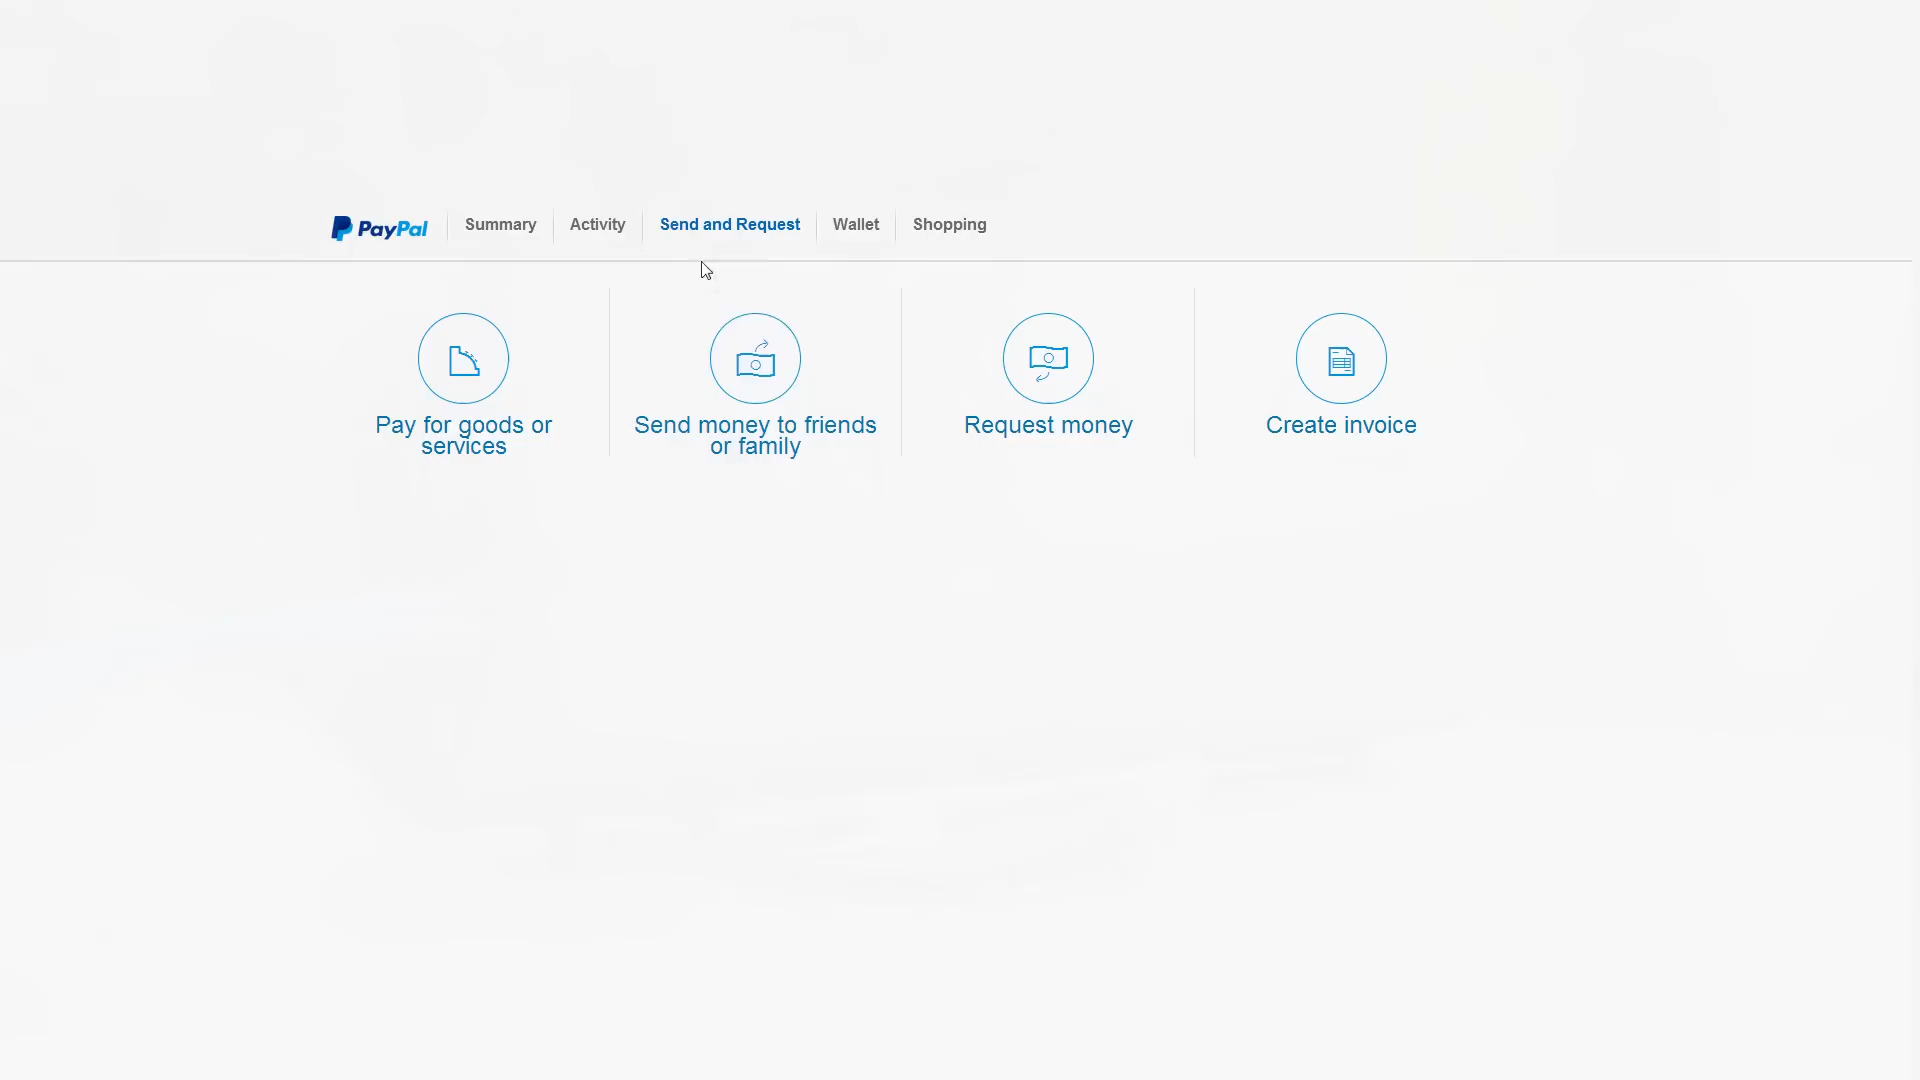 PayPal Summary Activity Send and Request Wallet Shopping
Pay for goods or
services
Send money to friends
or family
Request money
Create invoice